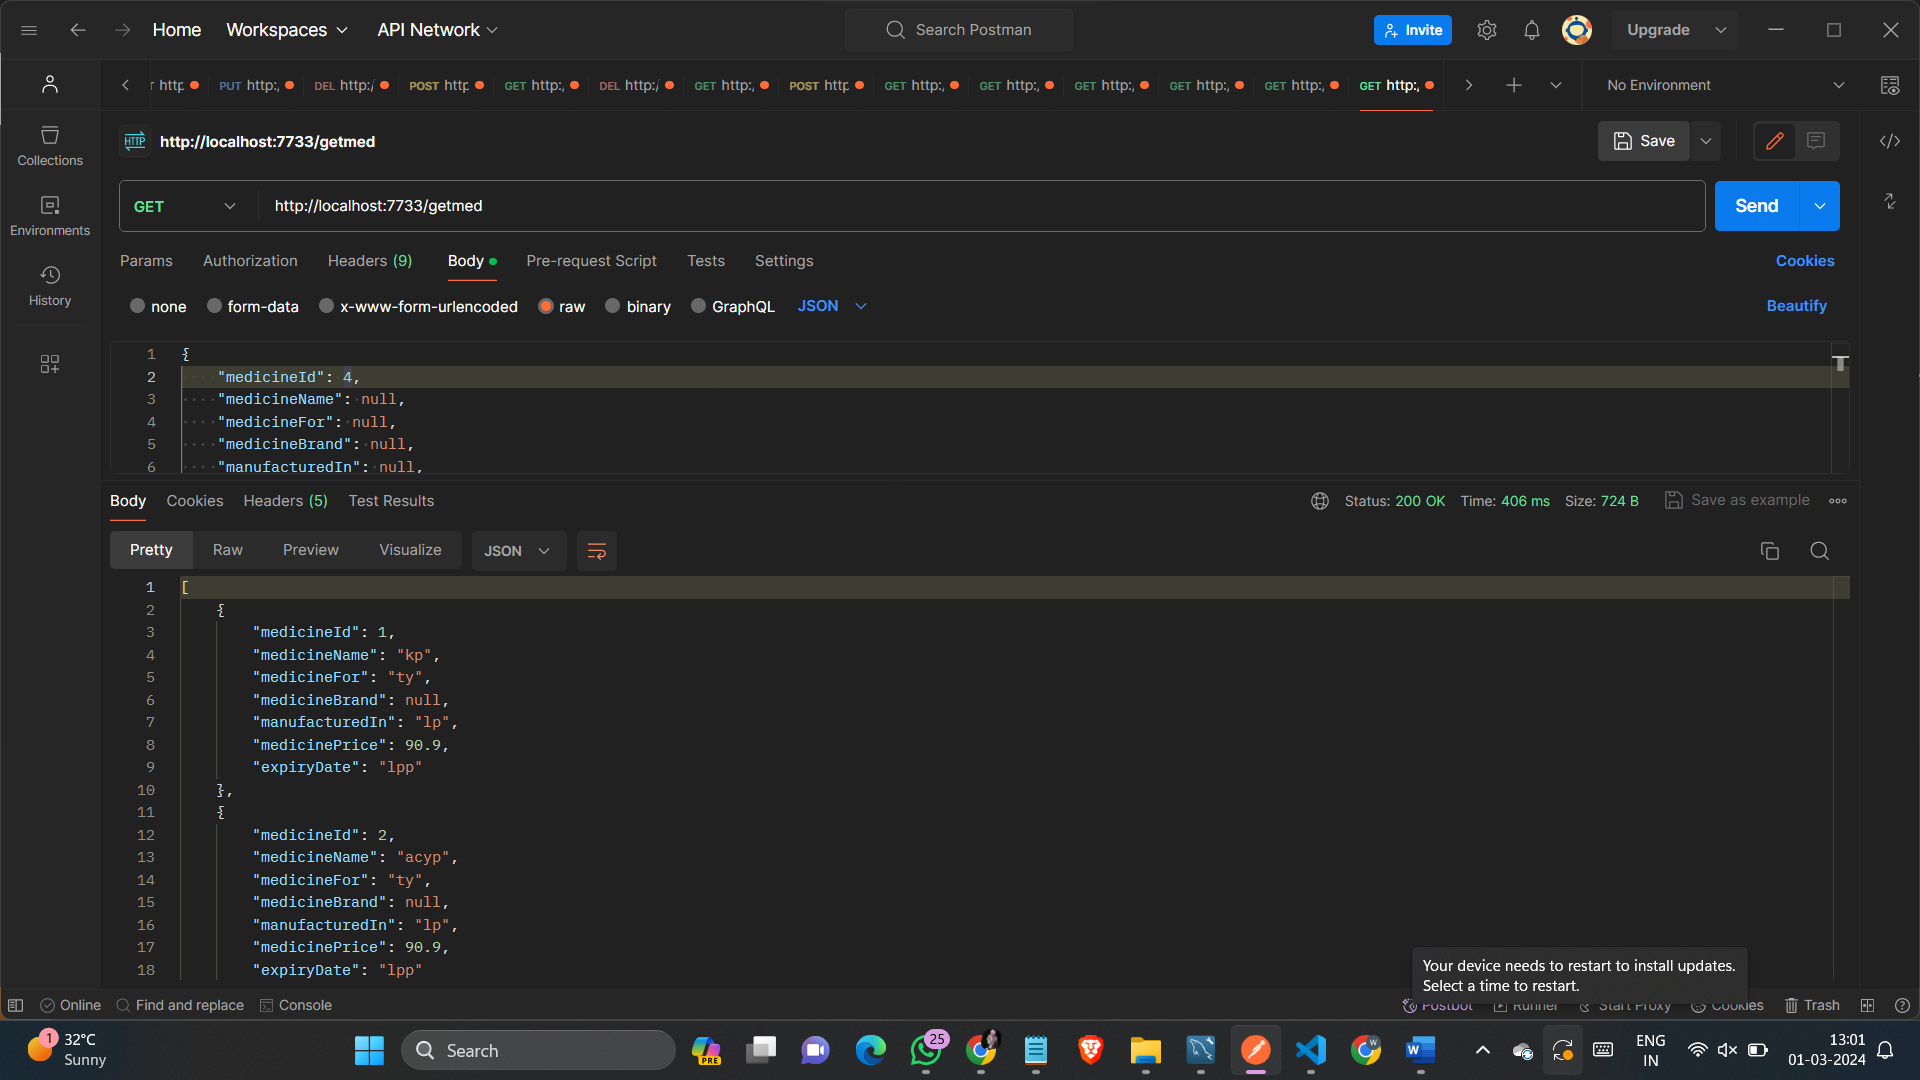 Home Workspaces API Network Search Postman Invite Upgrade
http PUT http:, DEL http:/ POST http GET http:, DEL http:/ GET http:, POST http GET http:, GET http:, GET http:, GET http:, GET http:, GET http:, No Environment
HTTP http://localhost:7733/getmed Save
Collections
GET http://localhost:7733/getmed Send
Environments
Params Authorization Headers (9) Body Pre-request Script Tests Settings Cookies
History
none form-data x-www-form-urlencoded raw binary GraphQL JSON Beautify
1 {
2 "medicineId": 4,
3 "medicineName": null,
4 "medicineFor": null,
5 "medicineBrand": null,
6 "manufacturedIn": null,
Body Cookies Headers (5) Test Results Status: 200 OK Time: 406 ms Size: 724 B Save as example
Pretty Raw Preview Visualize JSON
1 [
2 {
3 "medicineId": 1,
4 "medicineName": "kp",
5 "medicineFor": "ty",
6 "medicineBrand": null,
7 "manufacturedIn": "lp",
8 "medicinePrice": 90.9,
9 "expiryDate": "lpp"
10 },
11 {
12 "medicineId": 2,
13 "medicineName": "acyp",
14 "medicineFor": "ty",
15 "medicineBrand": null,
16 "manufacturedIn": "lp",
17 "medicinePrice": 90.9,
18 "expiryDate": "lpp"
Your device needs to restart to install updates.
Select a time to restart.
Online Find and replace Console Postbot Runner Start Proxy Cookies Trash
1 32°C
Sunny
Search
PRE
25
W
W
ENG
IN
13:01
01-03-2024